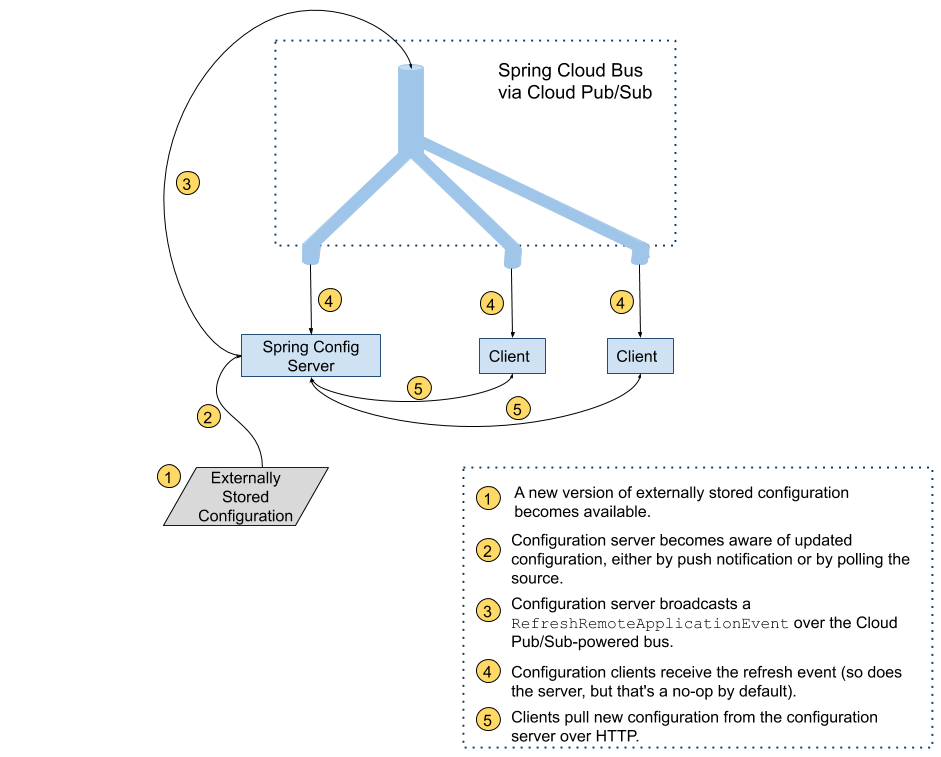 Spring Cloud Bus
via Cloud Pub/Sub
3
4
4
4
Spring Config
Server
Client
Client
5
5
2
1
Externally
Stored
Configuration
1
A new version of externally stored configuration
becomes available.
2
Configuration server becomes aware of updated
configuration, either by push notification or by polling the
source.
3
Configuration server broadcasts a
RefreshRemoteApplicationEvent over the Cloud
Pub/Sub-powered bus.
4
Configuration clients receive the refresh event (so does
the server, but that's a no-op by default).
5
Clients pull new configuration from the configuration
server over HTTP.